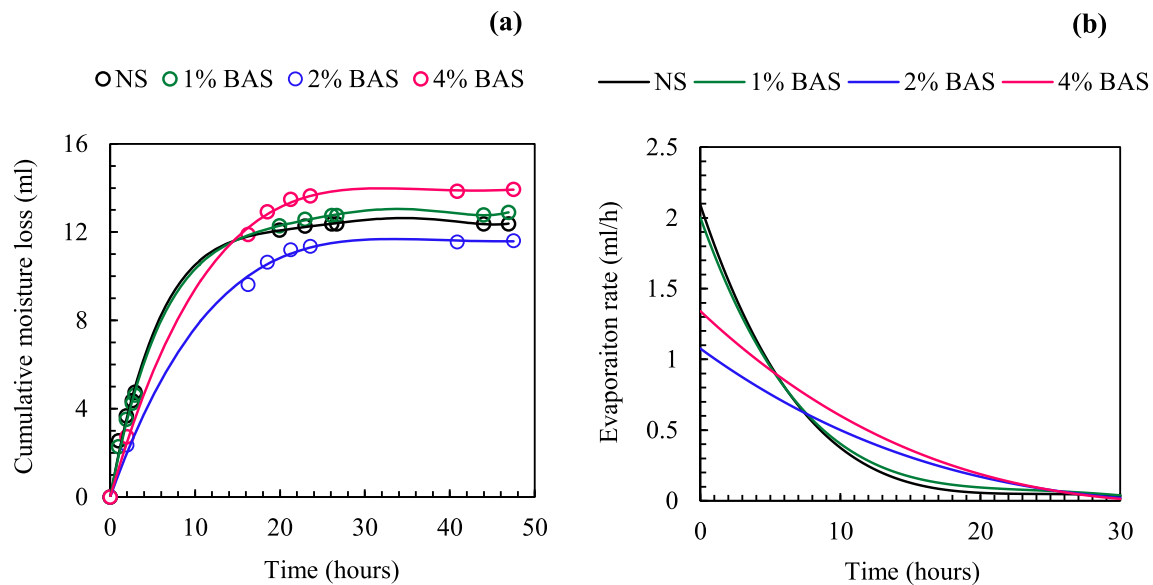 (a)
NS 1% BAS 2% BAS 4% BAS
16
12
8
4
0
0 10 20 30 40 50
Cumulative moisture loss (ml)
Time (hours)
(b)
NS 1% BAS 2% BAS 4% BAS
2.5
2
1.5
1
0.5
0
0 10 20 30
Evaporaiton rate (ml/h)
Time (hours)